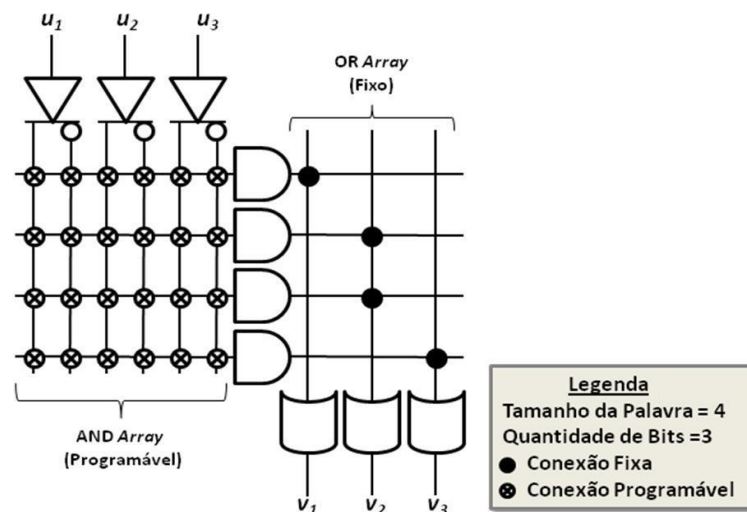 u1
u2
u3
OR Array
(Fixo)
AND Array
(Programável)
v1
v2
v3
Legenda
Tamanho da Palavra = 4
Quantidade de Bits =3
Conexão Fixa
Conexão Programável